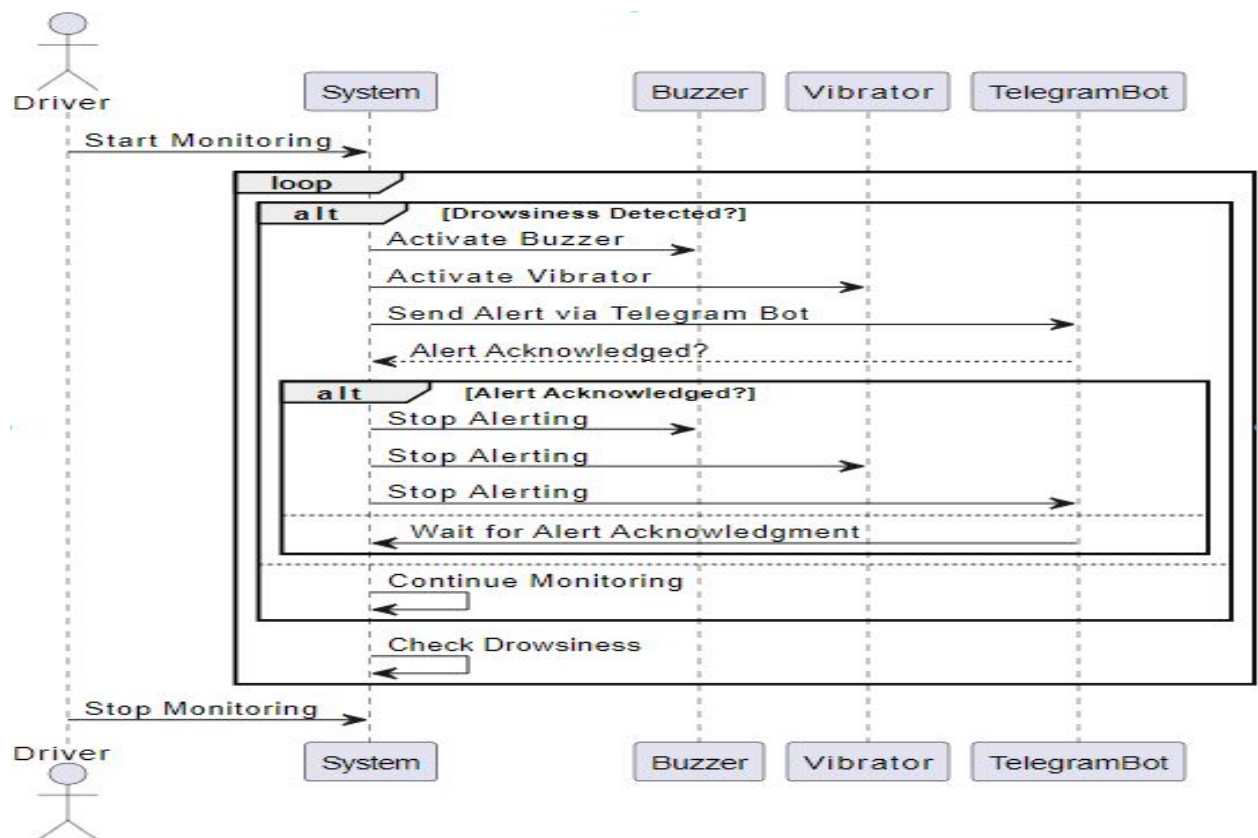 Driver
System
Buzzer
Vibrator
TelegramBot
Start Monitoring
loop
alt
[Drowsiness Detected?]
Activate Buzzer
Activate Vibrator
Send Alert via Telegram Bot
Alert Acknowledged?
alt
[Alert Acknowledged?]
Stop Alerting
Stop Alerting
Stop Alerting
Wait for Alert Acknowledgment
Continue Monitoring
Check Drowsiness
Stop Monitoring
Driver
System
Buzzer
Vibrator
TelegramBot